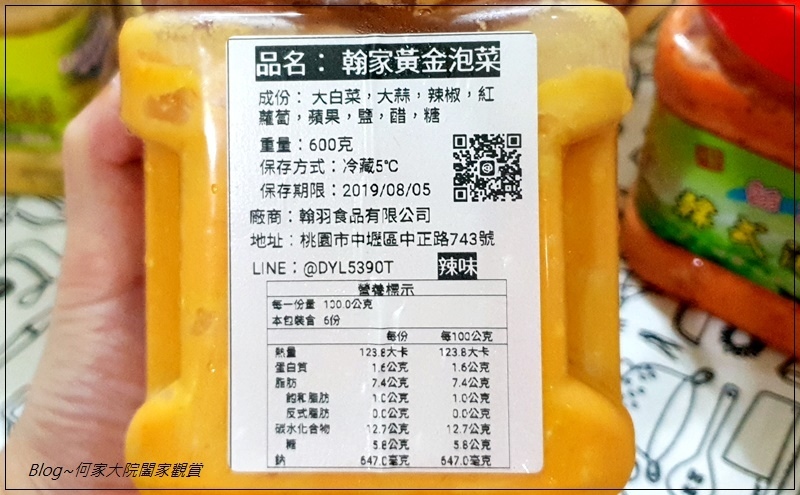 品名： 翰家黃金泡菜
成份： 大白菜，大蒜，辣椒，紅
蘿蔔，蘋果，鹽，醋，糖
重量：600克
保存方式：冷藏5℃
保存期限：2019/08/05
廠商：翰羽食品有限公司
地址：桃園市中壢區中正路743號
LINE：@DYL5390T 辣味
營養標示
每一份量 100.0公克
本包裝含 6份
每份 每100公克
熱量 123.8大卡 123.8大卡
蛋白質 1.6公克 1.6公克
脂肪 7.4公克 7.4公克
飽和脂肪 1.0公克 1.0公克
反式脂肪 0.0公克 0.0公克
碳水化合物 12.7公克 12.7公克
糖 5.8公克 5.8公克
鈉 647.0毫克 647.0毫克
Blog~何家大院闔家觀賞